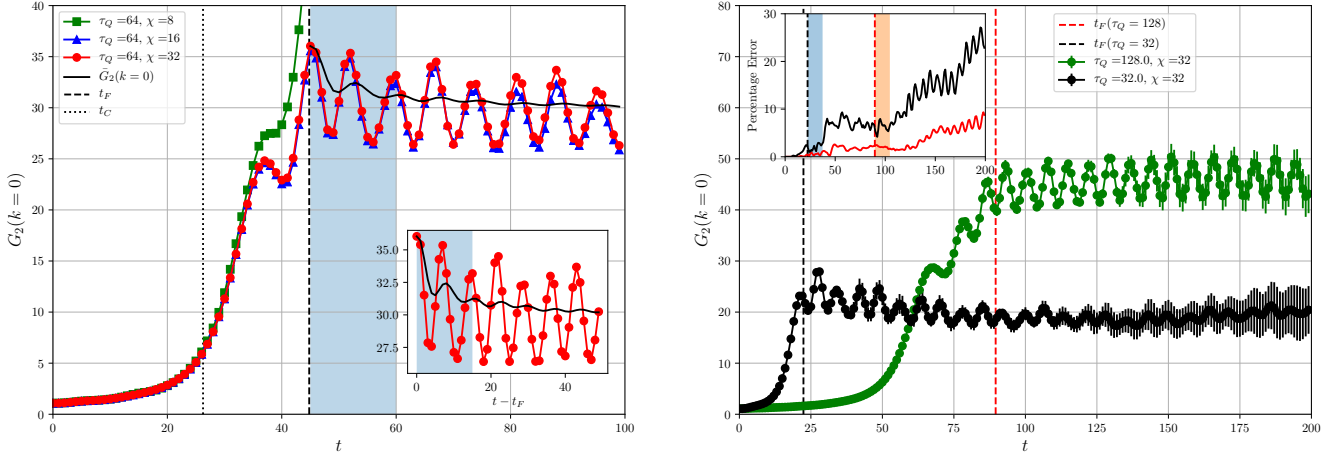 τ_Q =64, χ =8
τ_Q =64, χ =16
τ_Q =64, χ =32
Ḡ_2(k = 0)
t_F
t_C
G_2(k = 0)
40
35
30
25
20
15
10
5
0
0 20 40 60 80 100
t
35.0
32.5
30.0
27.5
0 20 40
t − t_F
t_F(τ_Q = 128)
t_F(τ_Q = 32)
τ_Q =128.0, χ =32
τ_Q =32.0, χ =32
Percentage Error
30
20
10
0
0 50 100 150 200
G_2(k = 0)
80
70
60
50
40
30
20
10
0
0 25 50 75 100 125 150 175 200
t